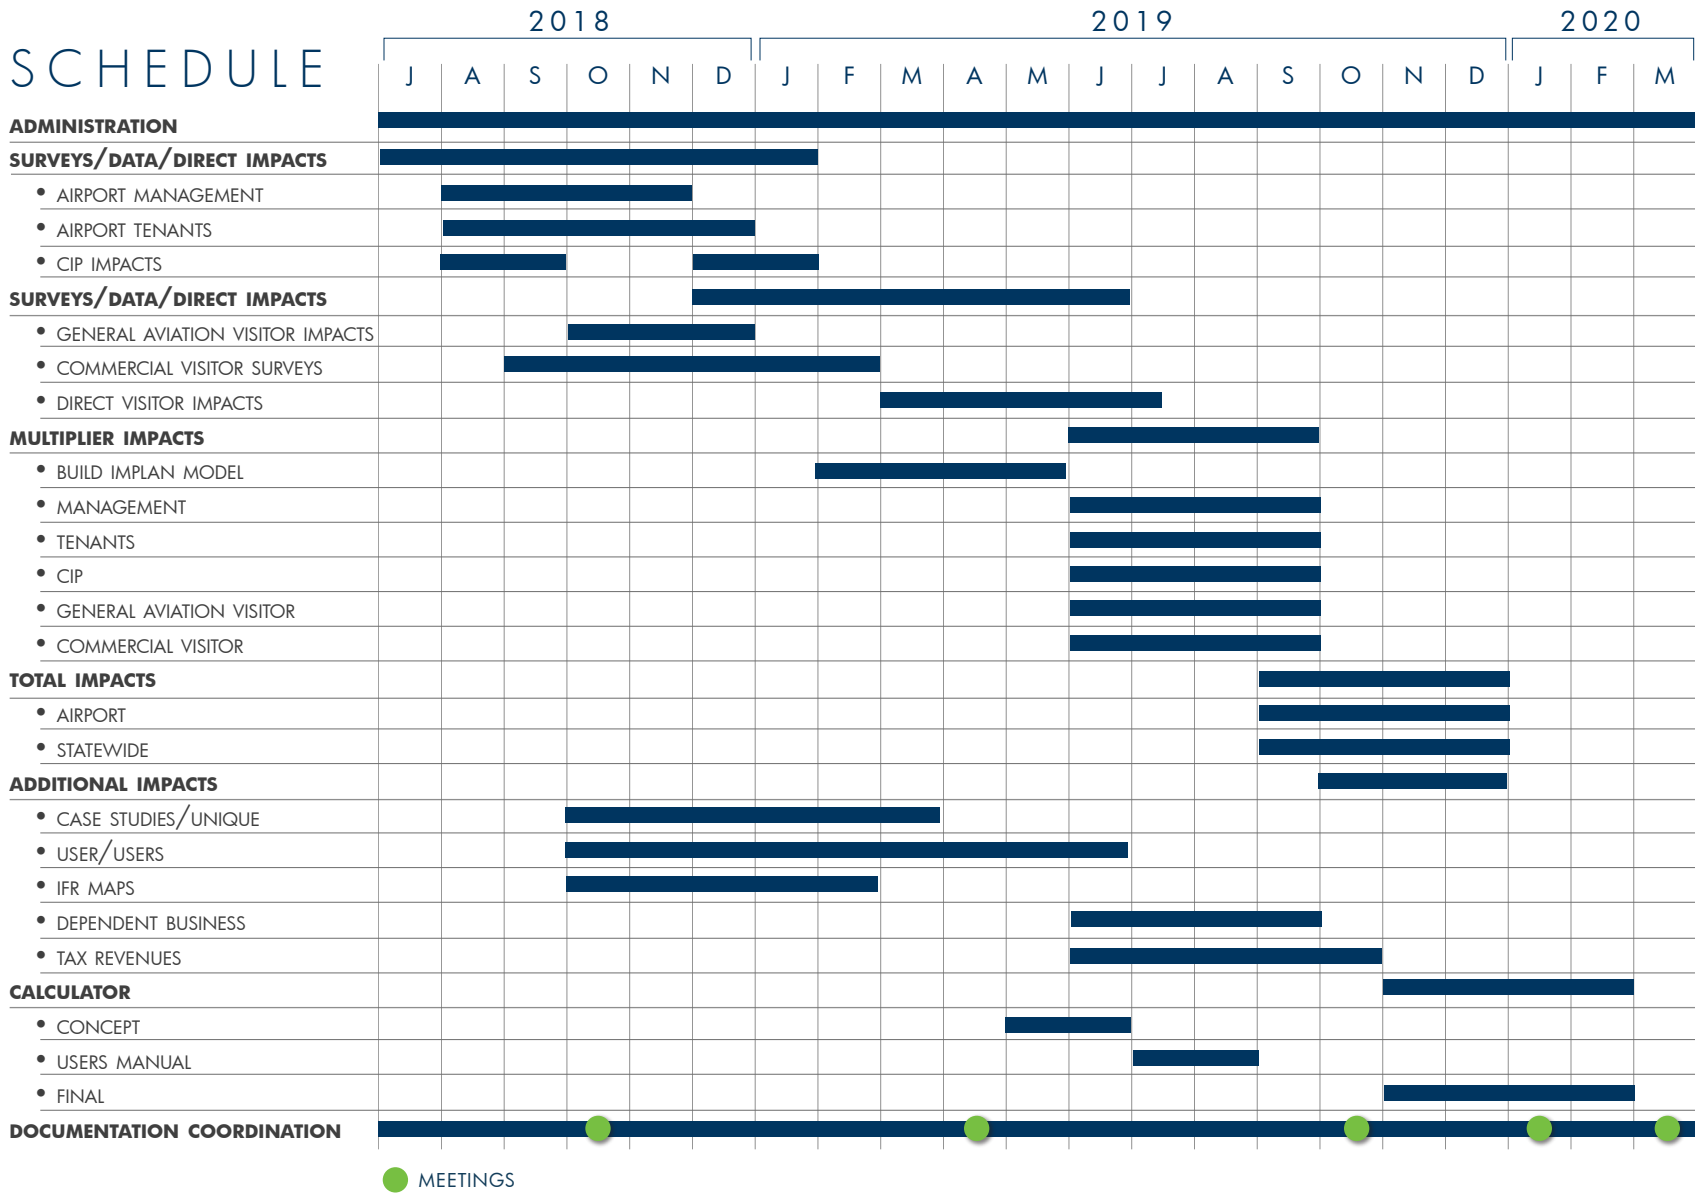 2018 2019 2020
SCHEDULE
J A S O N D J F M A M J J A S O N D J F M
ADMINISTRATION
SURVEYS/DATA/DIRECT IMPACTS
• AIRPORT MANAGEMENT
• AIRPORT TENANTS
• CIP IMPACTS
SURVEYS/DATA/DIRECT IMPACTS
• GENERAL AVIATION VISITOR IMPACTS
• COMMERCIAL VISITOR SURVEYS
• DIRECT VISITOR IMPACTS
MULTIPLIER IMPACTS
• BUILD IMPLAN MODEL
• MANAGEMENT
• TENANTS
• CIP
• GENERAL AVIATION VISITOR
• COMMERCIAL VISITOR
TOTAL IMPACTS
• AIRPORT
• STATEWIDE
ADDITIONAL IMPACTS
• CASE STUDIES/UNIQUE
• USER/USERS
• IFR MAPS
• DEPENDENT BUSINESS
• TAX REVENUES
CALCULATOR
• CONCEPT
• USERS MANUAL
• FINAL
DOCUMENTATION COORDINATION
MEETINGS